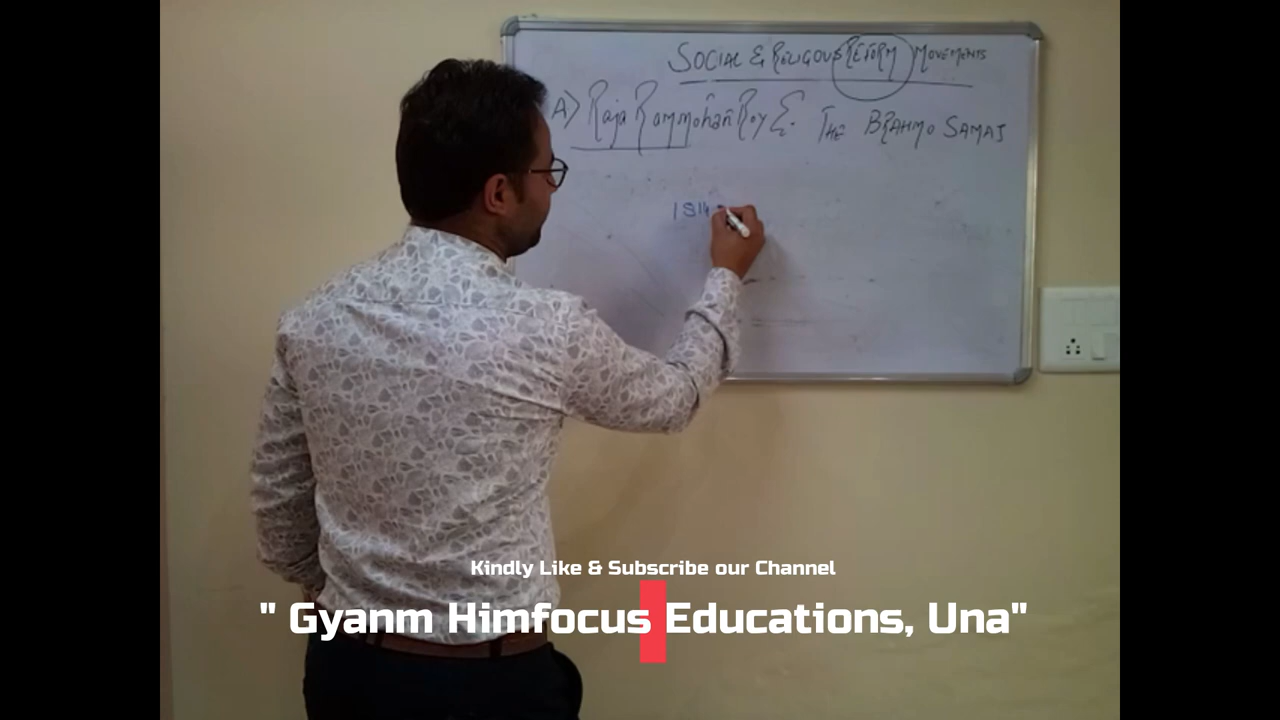 SOCIAL & RELIGOUS REFORM MOVEMENTS
A> Raja Rammohan Roy & THE BRAHMO SAMAJ
1814
Kindly Like & Subscribe our Channel
" Gyanm Himfocus Educations, Una"